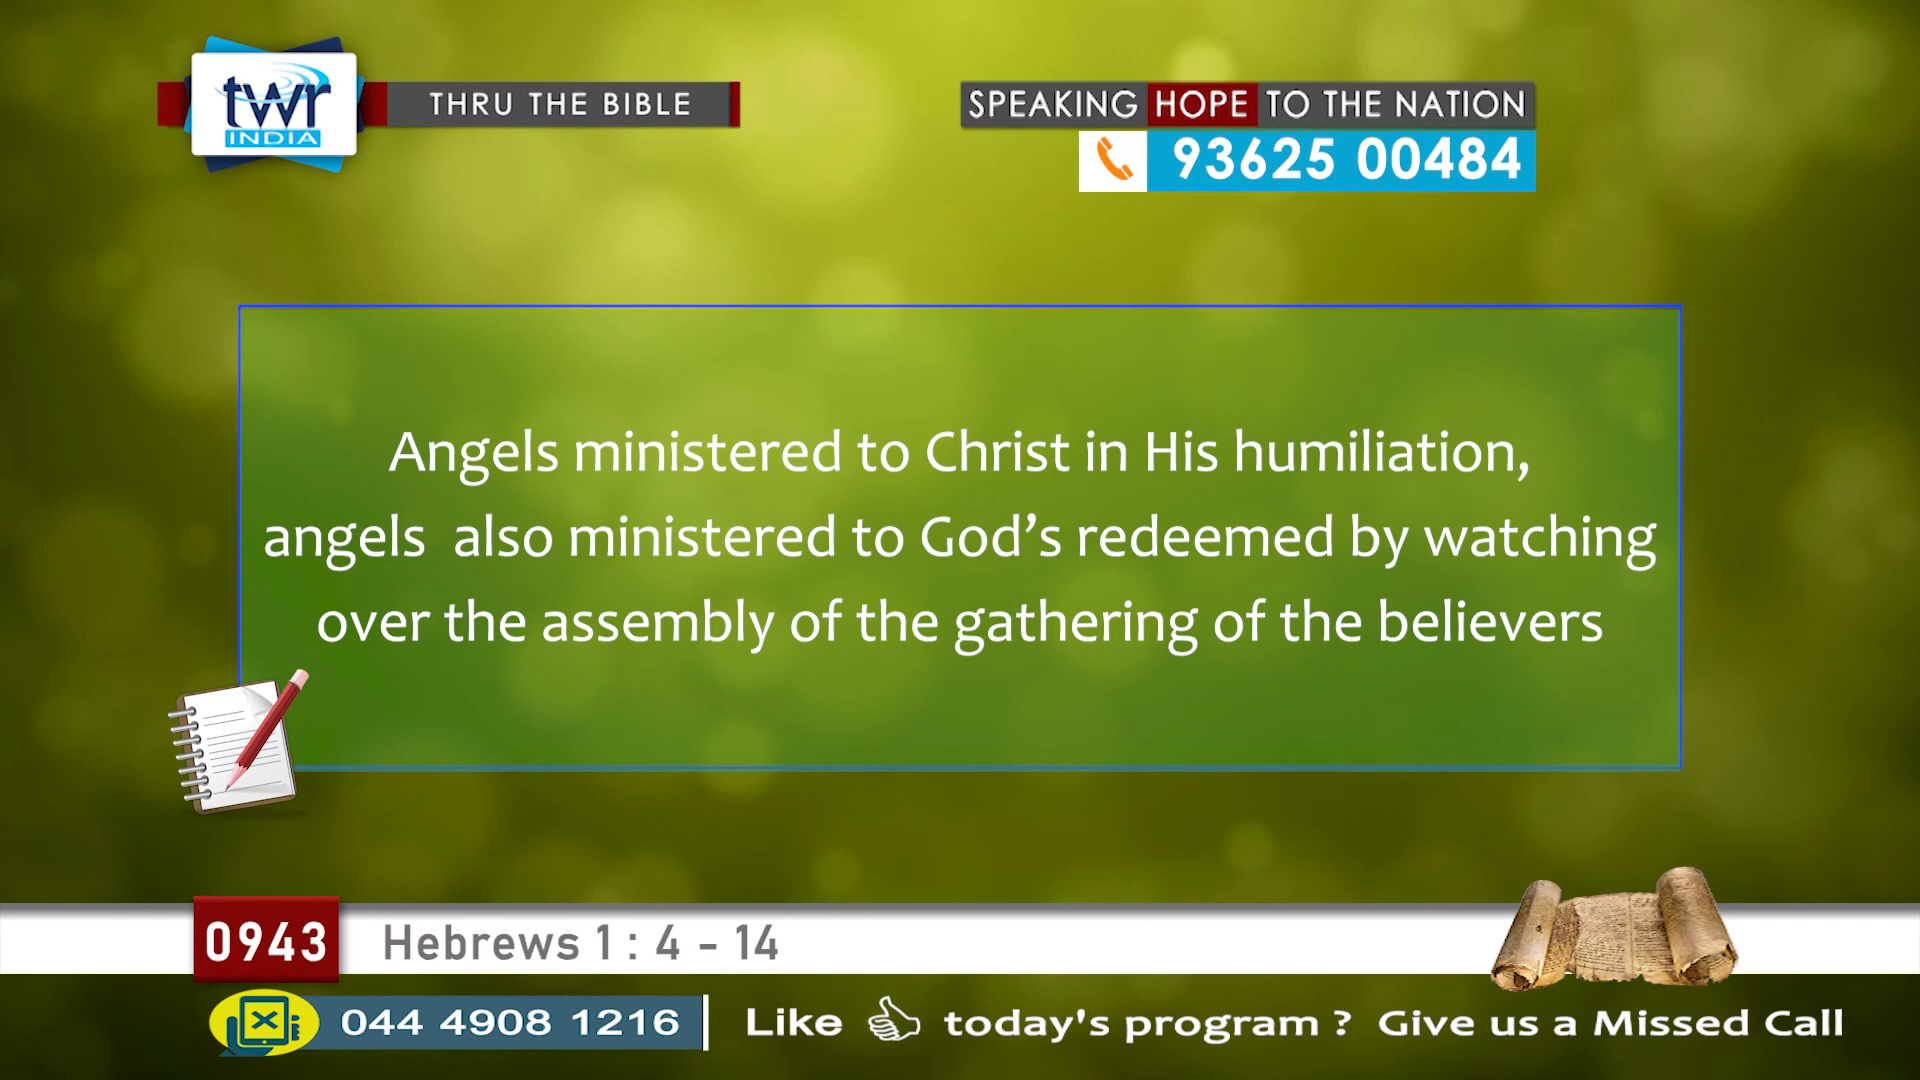 twr
INDIA
THRU THE BIBLE
SPEAKING HOPE TO THE NATION
93625 00484
Angels ministered to Christ in His humiliation,
angels also ministered to God's redeemed by watching
over the assembly of the gathering of the believers
0943 Hebrews 1 : 4 - 14
044 4908 1216 Like today's program ? Give us a Missed Call